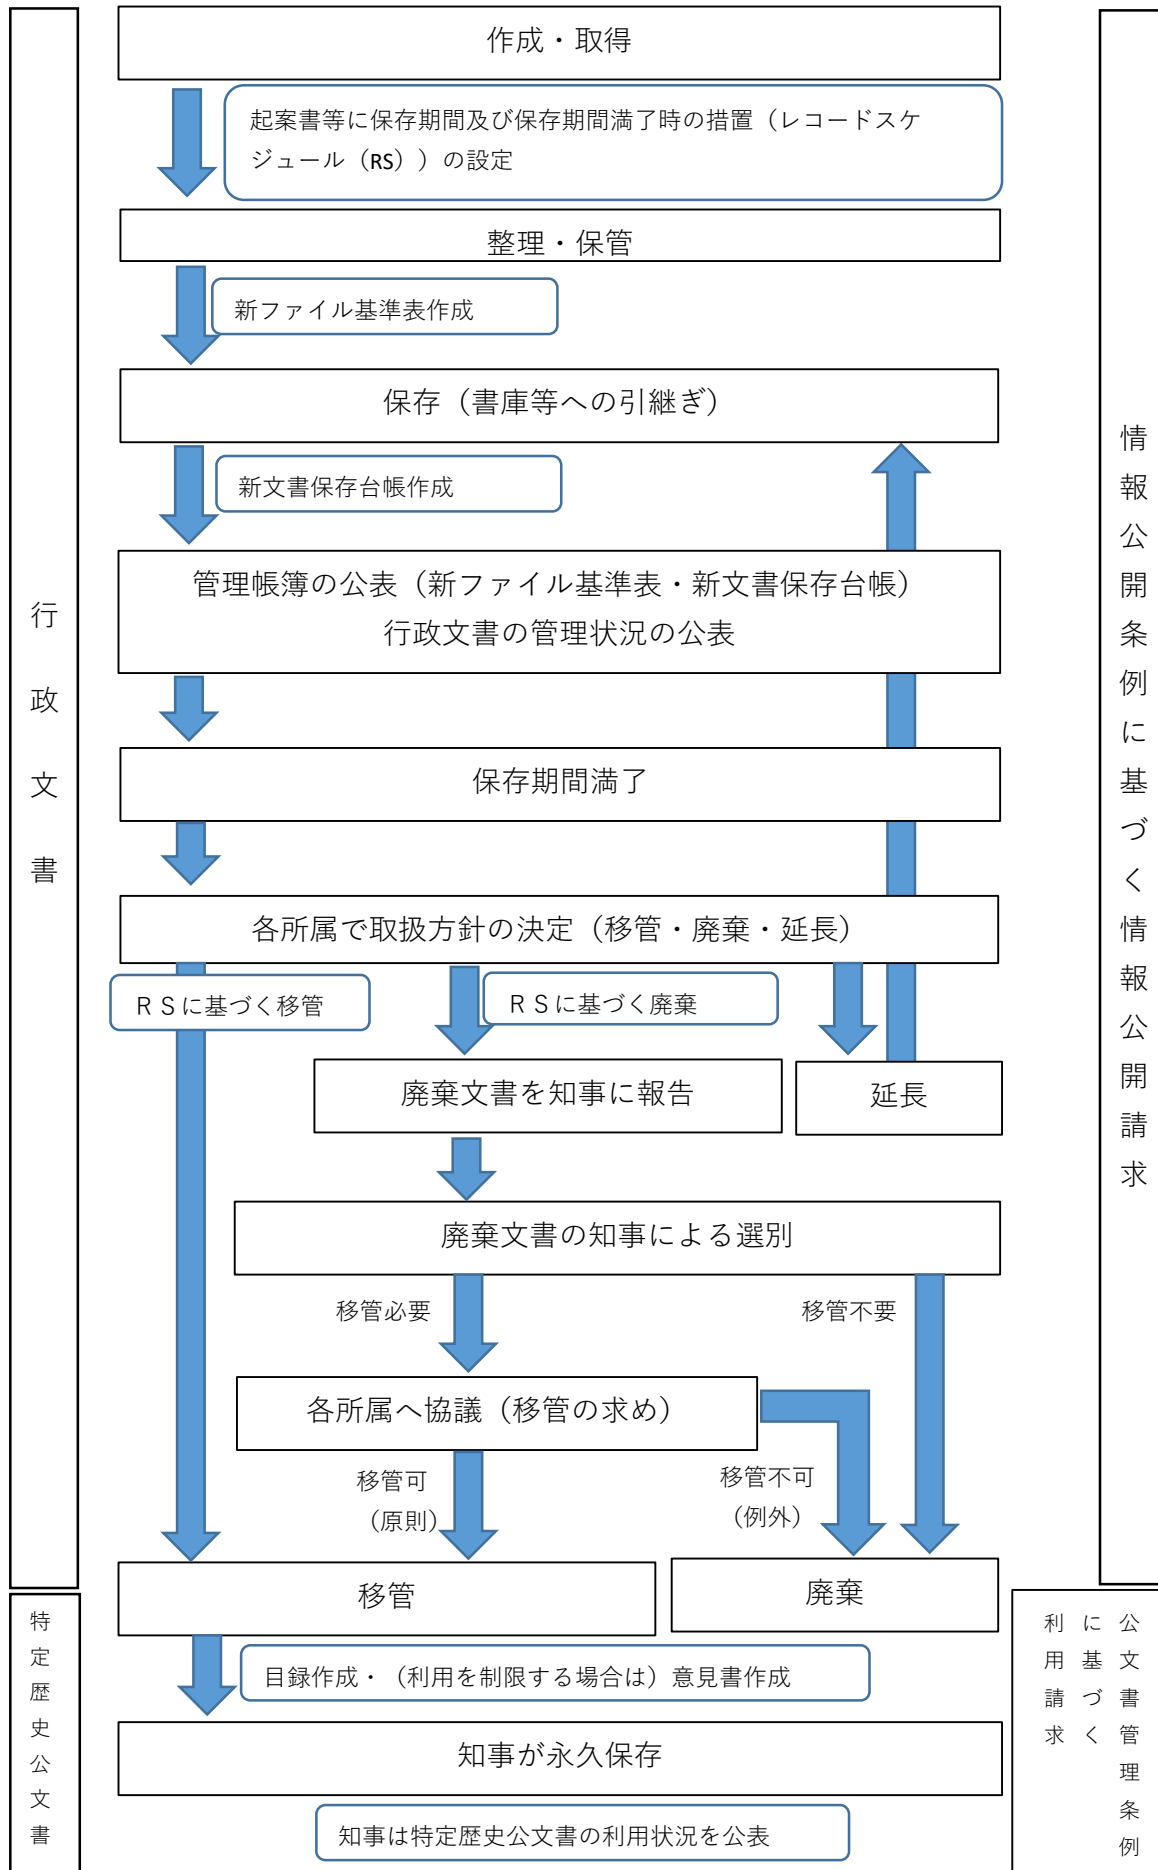 作成・取得
起案書等に保存期間及び保存期間満了時の措置（レコードスケ
ジュール（RS））の設定
整理・保管
新ファイル基準表作成
保存（書庫等への引継ぎ）
新文書保存台帳作成
管理帳簿の公表（新ファイル基準表・新文書保存台帳）
行政文書の管理状況の公表
保存期間満了
各所属で取扱方針の決定（移管・廃棄・延長）
ＲＳに基づく移管
ＲＳに基づく廃棄
廃棄文書を知事に報告
延長
廃棄文書の知事による選別
移管必要
移管不要
各所属へ協議（移管の求め）
移管可
（原則）
移管不可
（例外）
移管
廃棄
目録作成・（利用を制限する場合は）意見書作成
知事が永久保存
知事は特定歴史公文書の利用状況を公表
行政文書
特定歴史公文書
情報公開条例に基づく情報公開請求
公文書管理条例
に基づく
利用請求